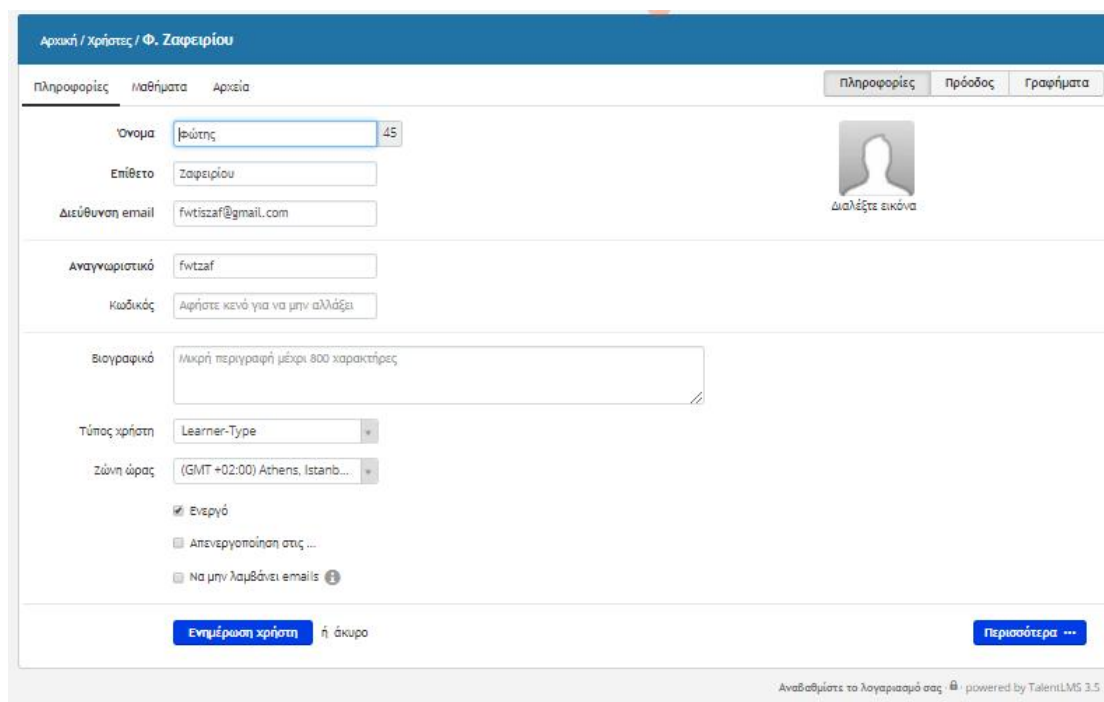 Αρχική / Χρήστες / Φ. Ζαφειρίου
Πληροφορίες Μαθήματα Αρχεία Πληροφορίες Πρόοδος Γραφήματα
Όνομα Φώτης 45
Επίθετο Ζαφειρίου
Διεύθυνση email fwtiszaf@gmail.com
Διαλέξτε εικόνα
Αναγνωριστικό fwtzaf
Κωδικός Αφήστε κενό για να μην αλλάξει
Βιογραφικό Μικρή περιγραφή μέχρι 800 χαρακτήρες
Τύπος χρήστη Learner-Type
Ζώνη ώρας (GMT +02:00) Athens, Istanb...
Ενεργό
Απενεργοποίηση στις ...
Να μην λαμβάνει emails
Ενημέρωση χρήστη ή άκυρο Περισσότερα ···
Αναβαθμίστε το λογαριασμό σας · powered by TalentLMS 3.5